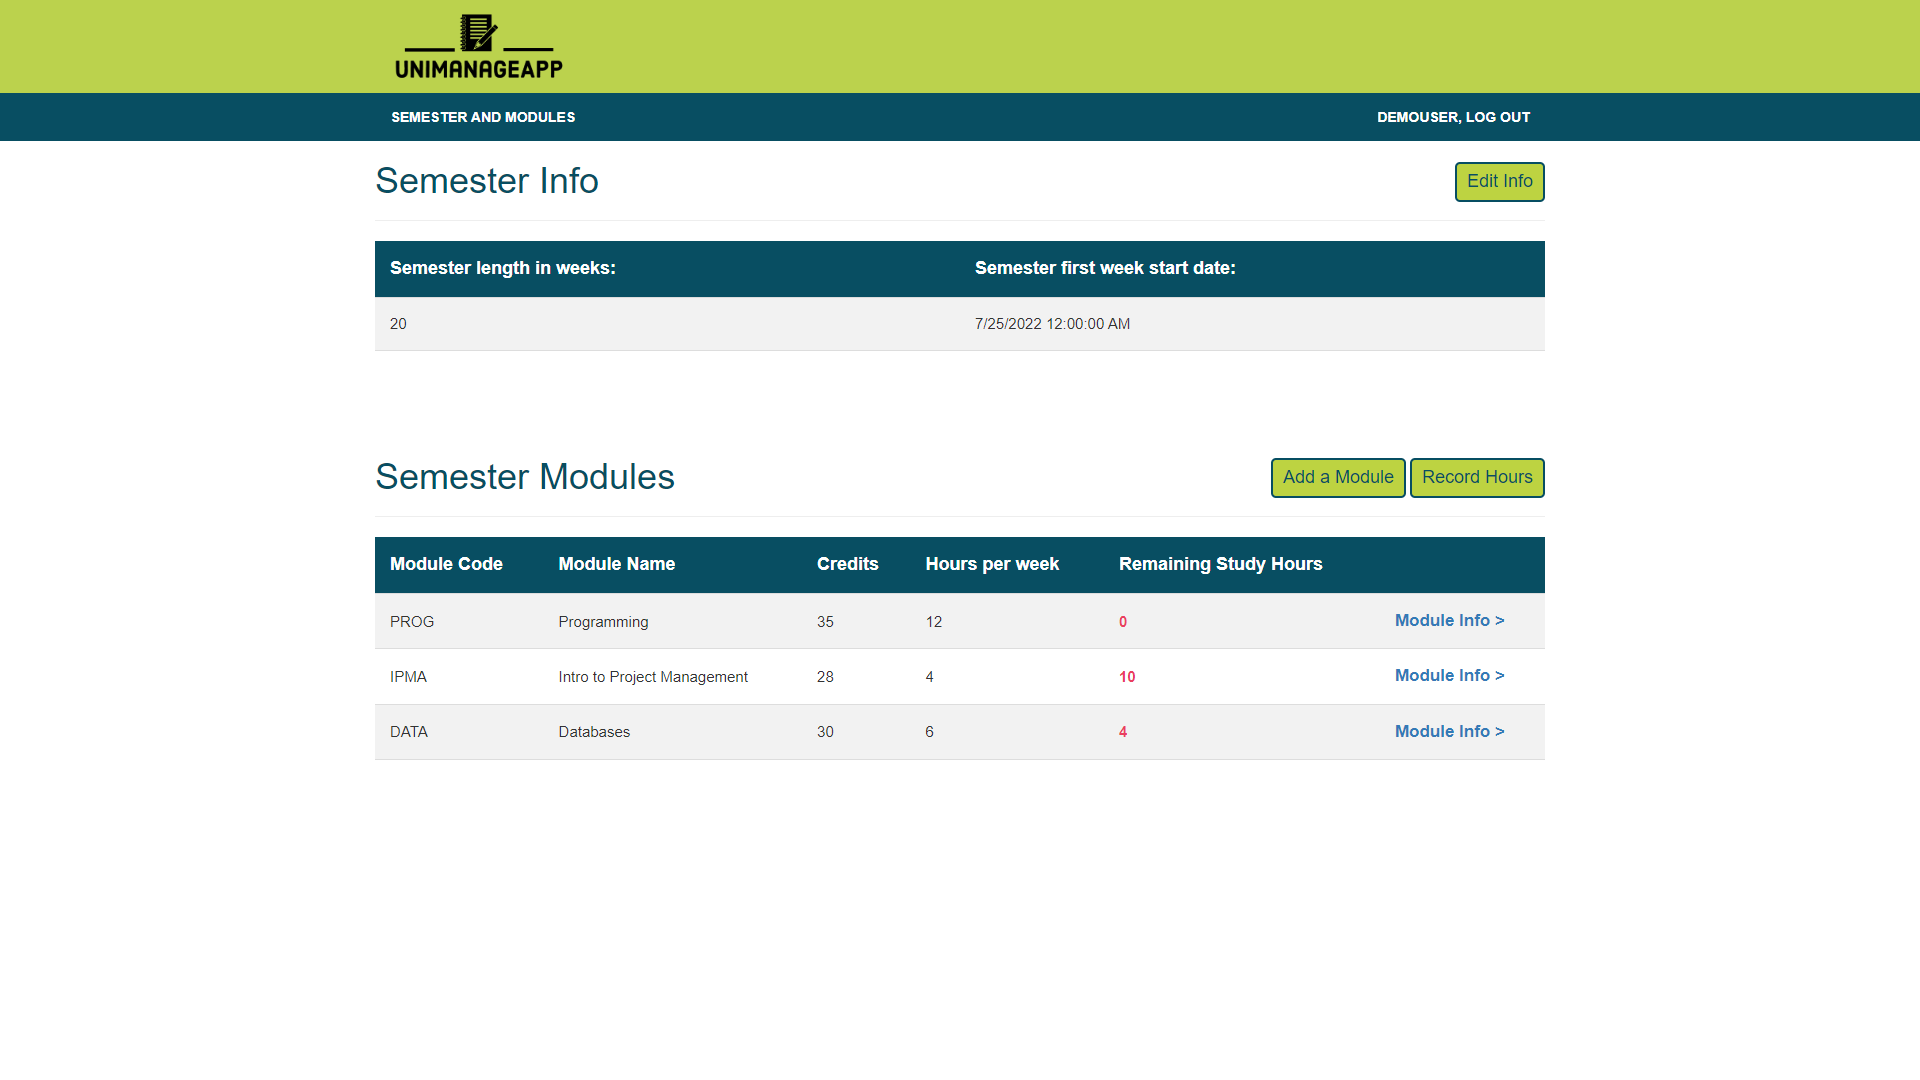 UNIMANAGEAPP
SEMESTER AND MODULES DEMOUSER, LOG OUT
Semester Info Edit Info
Semester length in weeks: Semester first week start date:
20 7/25/2022 12:00:00 AM
Semester Modules Add a Module Record Hours
Module Code Module Name Credits Hours per week Remaining Study Hours
PROG Programming 35 12 0 Module Info >
IPMA Intro to Project Management 28 4 10 Module Info >
DATA Databases 30 6 4 Module Info >